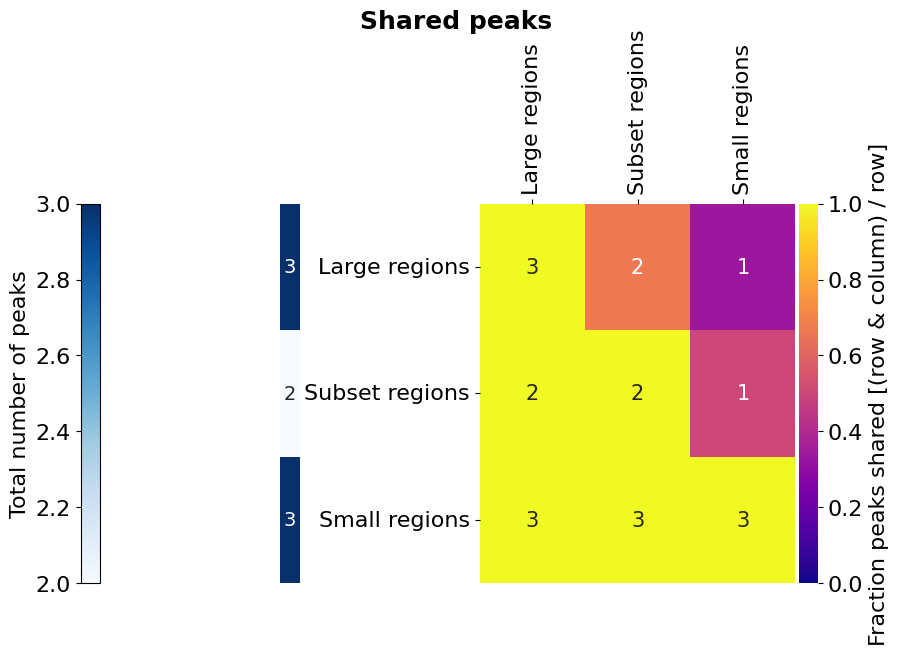 Shared peaks
Large regions
Subset regions
Small regions
3.0
2.8
2.6
2.4
2.2
2.0
Total number of peaks
3
2
3
Large regions
Subset regions
Small regions
3 2 1
2 2 1
3 3 3
1.0
0.8
0.6
0.4
0.2
0.0
Fraction peaks shared [(row & column) / row]